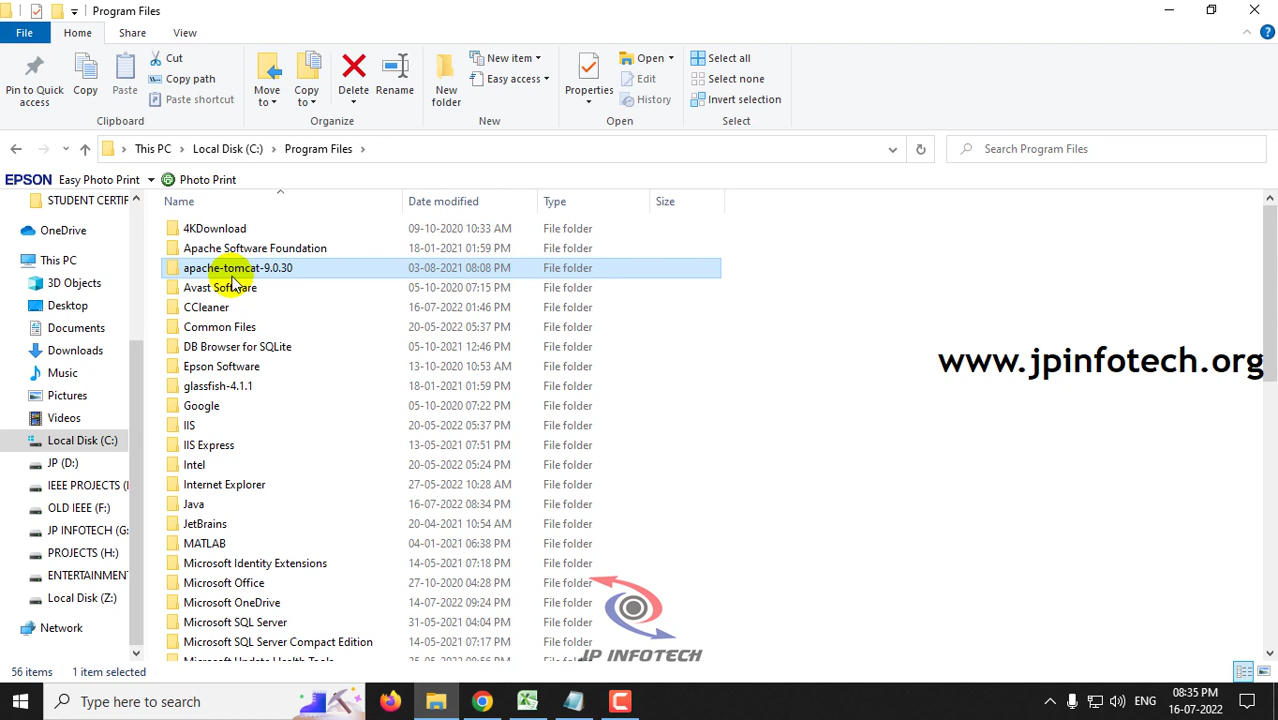 Program Files
File Home Share View
Pin to Quick access
Copy
Paste
Cut
Copy path
Paste shortcut
Clipboard
Move to
Copy to
Delete
Rename
Organize
New folder
New item
Easy access
New
Properties
Open
Edit
History
Open
Select all
Select none
Invert selection
Select
This PC > Local Disk (C:) > Program Files >
Search Program Files
EPSON Easy Photo Print Photo Print
STUDENT CERTIF
OneDrive
This PC
3D Objects
Desktop
Documents
Downloads
Music
Pictures
Videos
Local Disk (C:)
JP (D:)
IEEE PROJECTS (
OLD IEEE (F:)
JP INFOTECH (G:
PROJECTS (H:)
ENTERTAINMENT
Local Disk (Z:)
Network
Name Date modified Type Size
4KDownload 09-10-2020 10:33 AM File folder
Apache Software Foundation 18-01-2021 01:59 PM File folder
apache-tomcat-9.0.30 03-08-2021 08:08 PM File folder
Avast Software 05-10-2020 07:15 PM File folder
CCleaner 16-07-2022 01:46 PM File folder
Common Files 20-05-2022 05:37 PM File folder
DB Browser for SQLite 05-10-2021 12:46 PM File folder
Epson Software 13-10-2020 10:53 AM File folder
glassfish-4.1.1 18-01-2021 01:59 PM File folder
Google 05-10-2020 07:22 PM File folder
IIS 20-05-2022 05:37 PM File folder
IIS Express 13-05-2021 07:51 PM File folder
Intel 20-05-2022 05:24 PM File folder
Internet Explorer 27-05-2022 10:28 AM File folder
Java 16-07-2022 08:34 PM File folder
JetBrains 20-04-2021 10:54 AM File folder
MATLAB 04-01-2021 06:38 PM File folder
Microsoft Identity Extensions 14-05-2021 07:18 PM File folder
Microsoft Office 27-10-2020 04:28 PM File folder
Microsoft OneDrive 14-07-2022 09:24 PM File folder
Microsoft SQL Server 31-05-2021 04:04 PM File folder
Microsoft SQL Server Compact Edition 14-05-2021 07:17 PM File folder
Microsoft Update Health Tools 25-05-2022 08:56 PM File folder
www.jpinfotech.org
JP INFOTECH
56 items 1 item selected
Type here to search
ENG
08:35 PM
16-07-2022